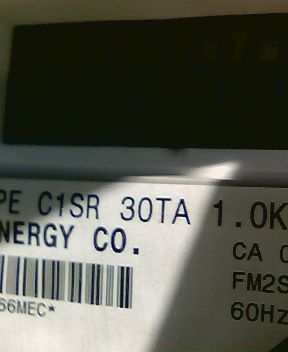 PE C1SR 30TA 1.0K
NERGY CO.
CA
FM2S
66MEC*
60Hz